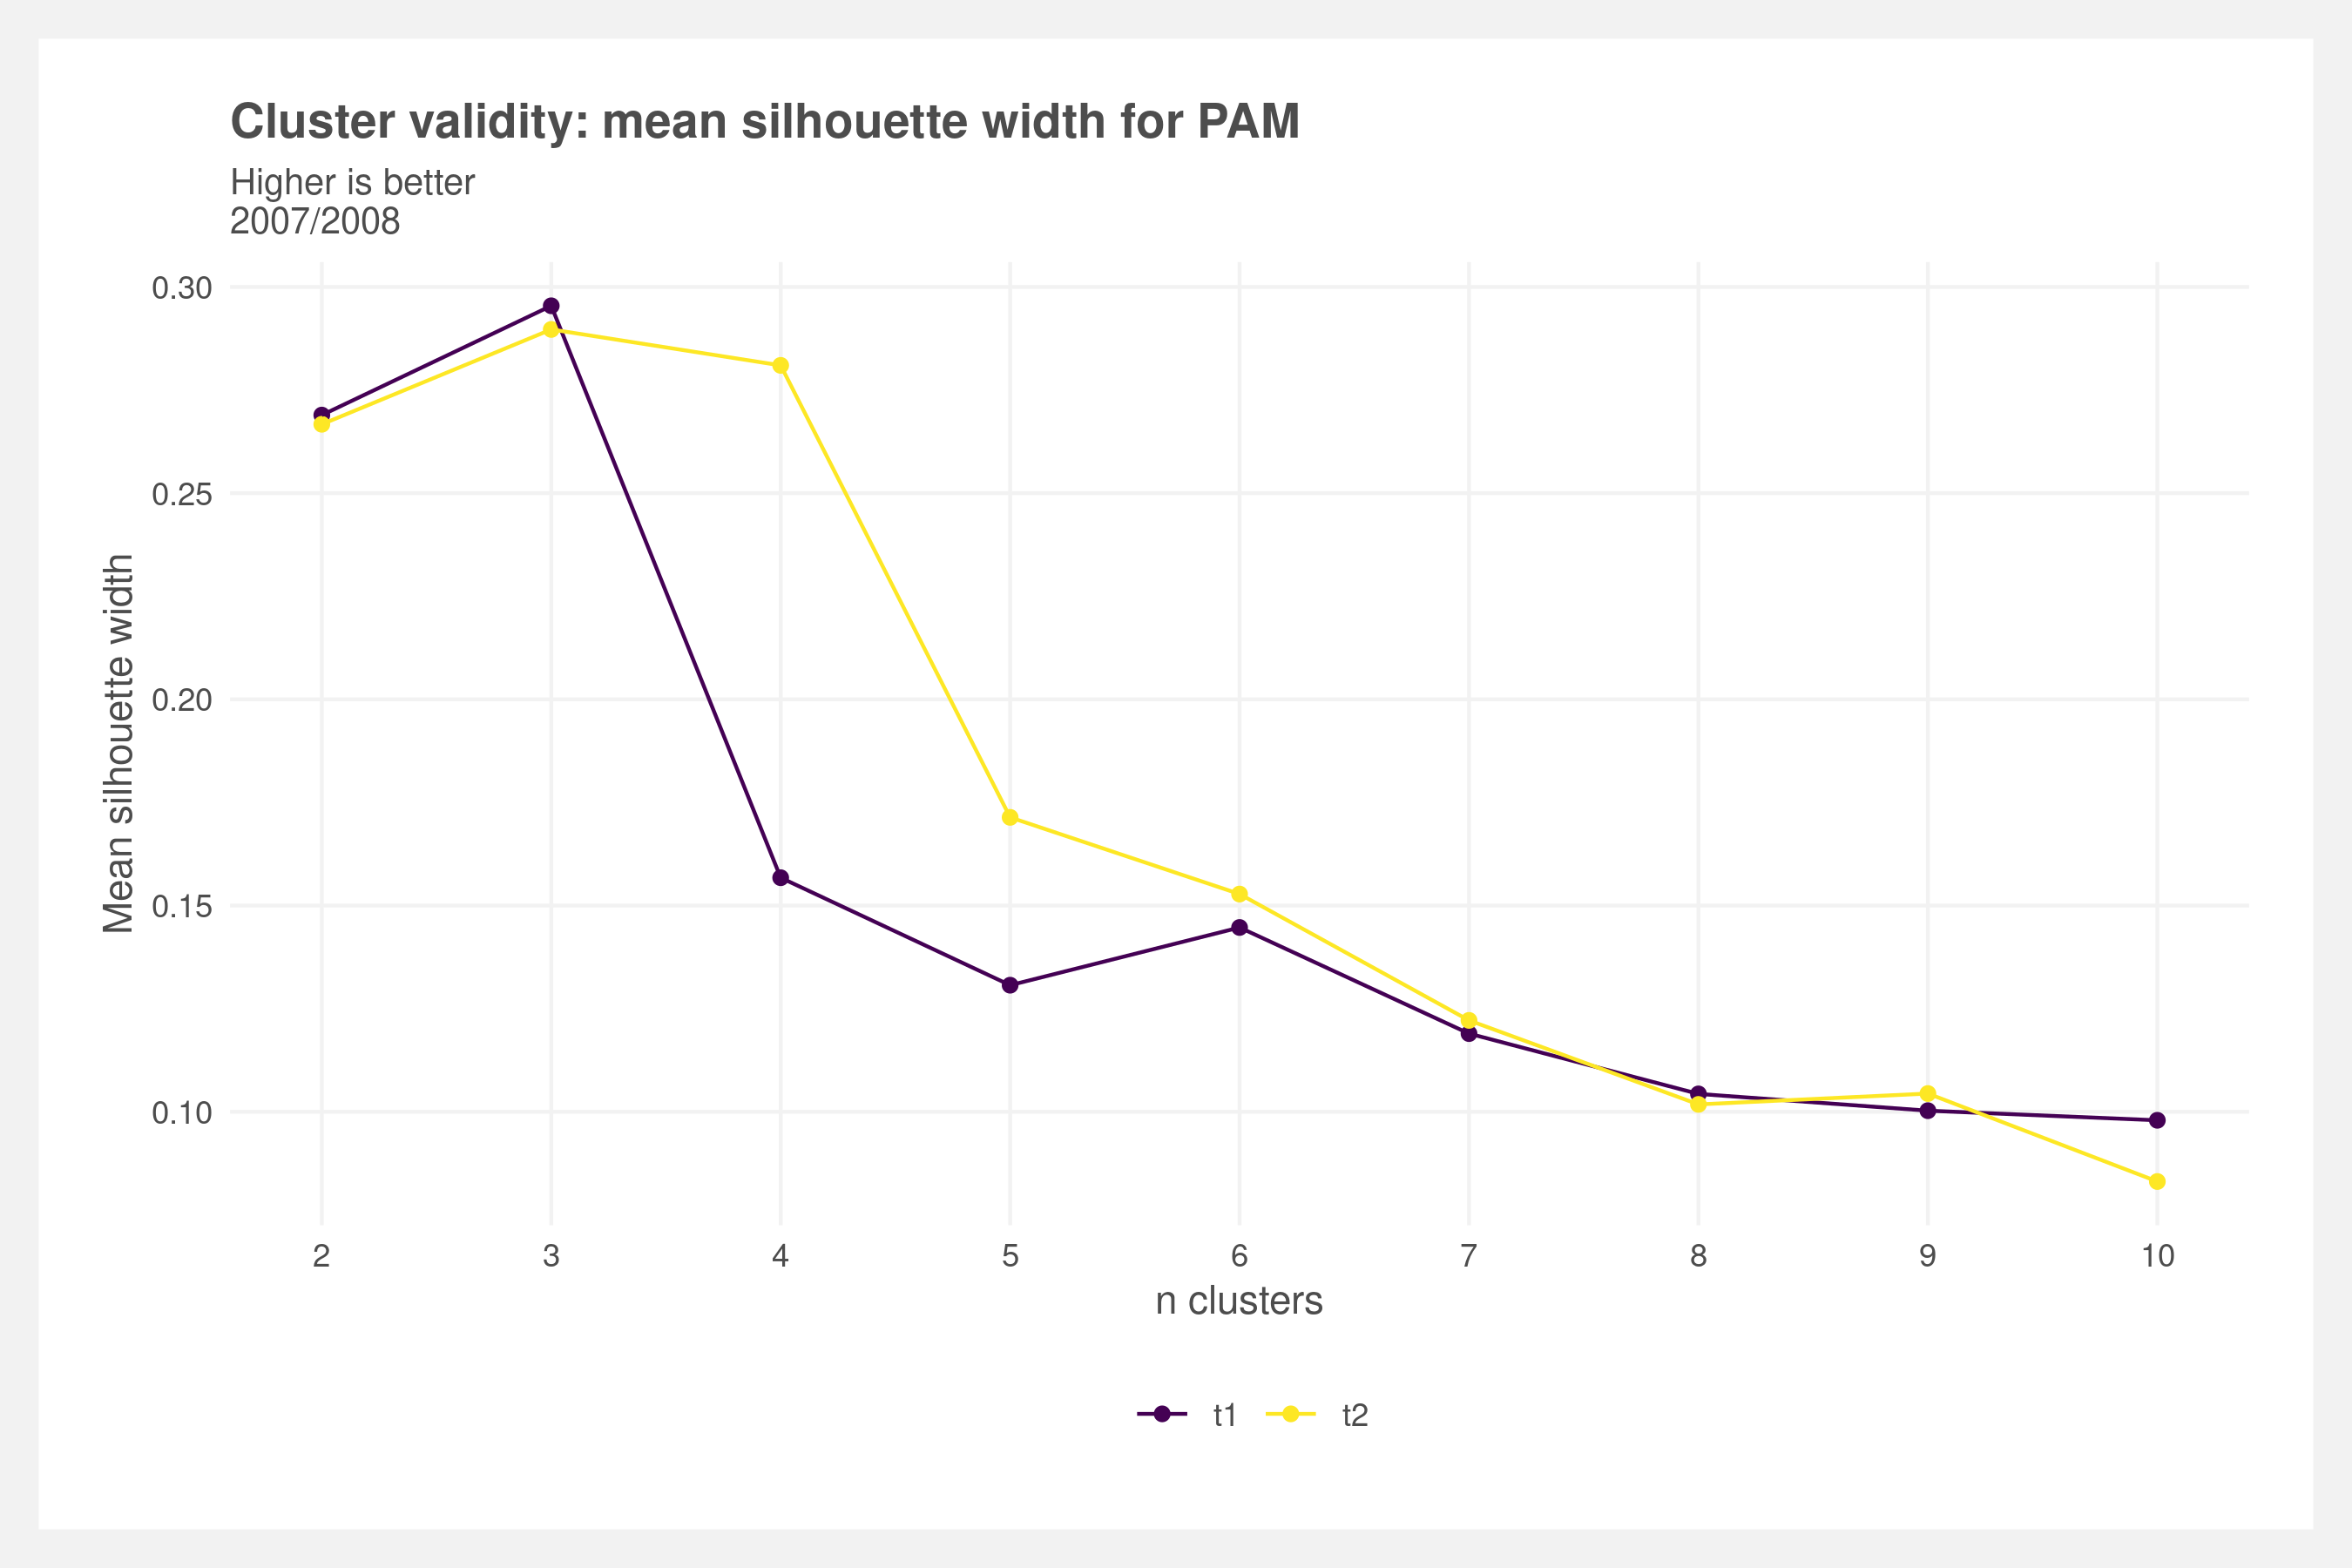 Cluster validity: mean silhouette width for PAM
Higher is better
2007/2008
Mean silhouette width
0.30
0.25
0.20
0.15
0.10
2 3 4 5 6 7 8 9 10
n clusters
t1 t2